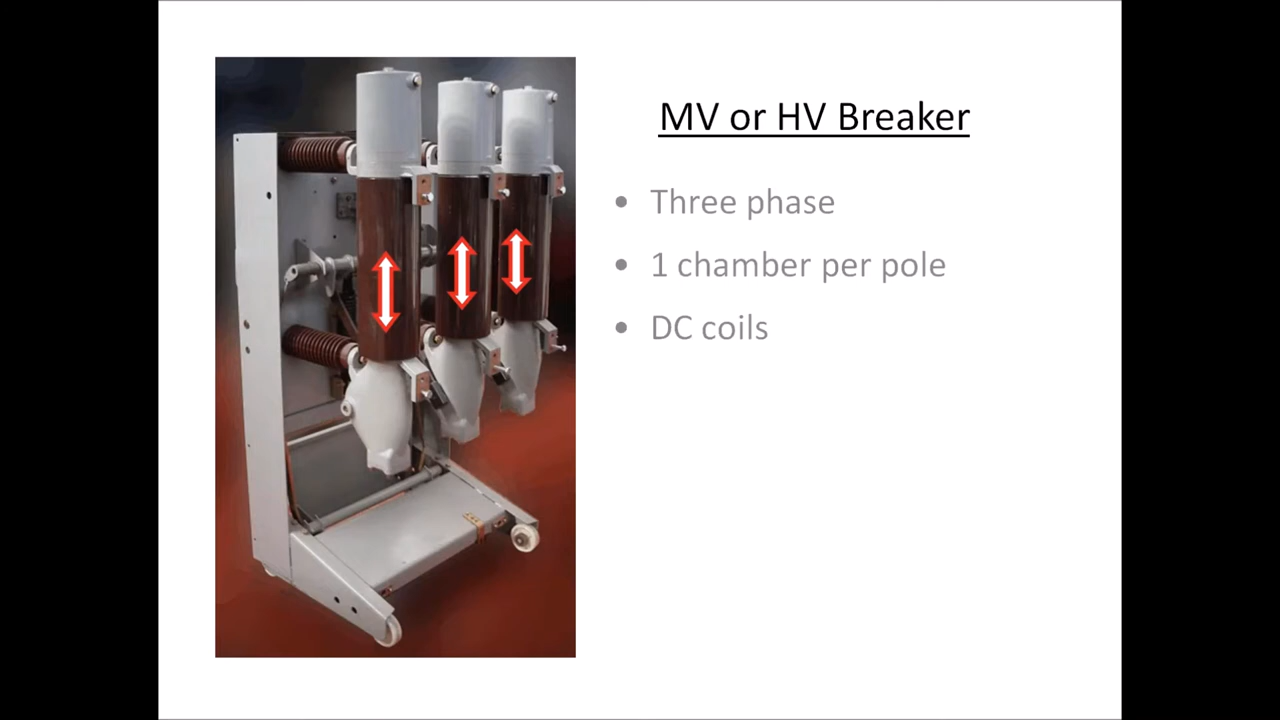 MV or HV Breaker
• Three phase
• 1 chamber per pole
• DC coils